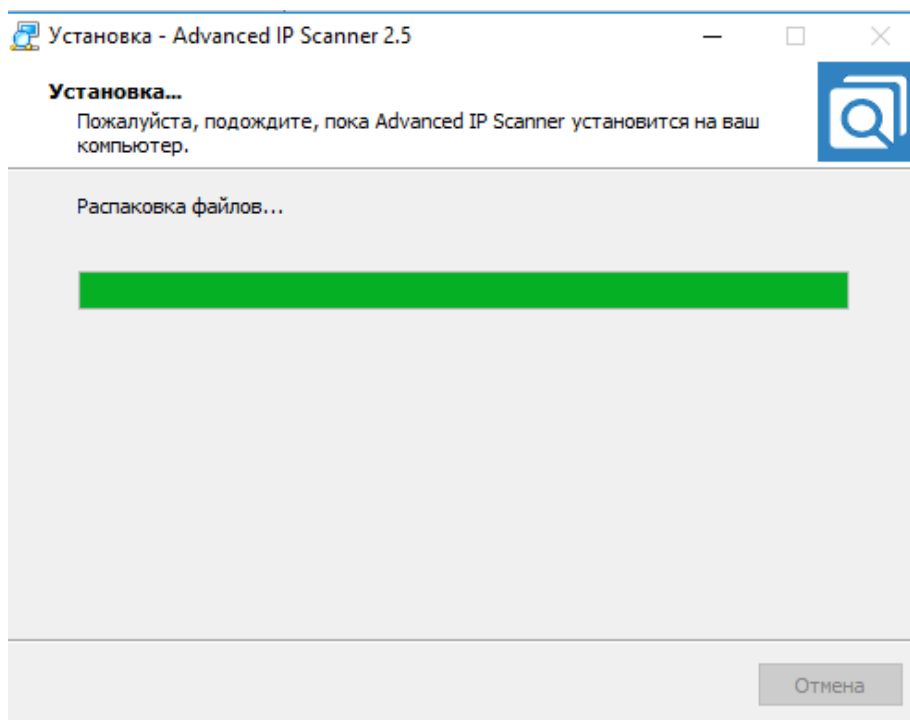 Установка - Advanced IP Scanner 2.5
Установка...
Пожалуйста, подождите, пока Advanced IP Scanner установится на ваш
компьютер.
Распаковка файлов...
Отмена